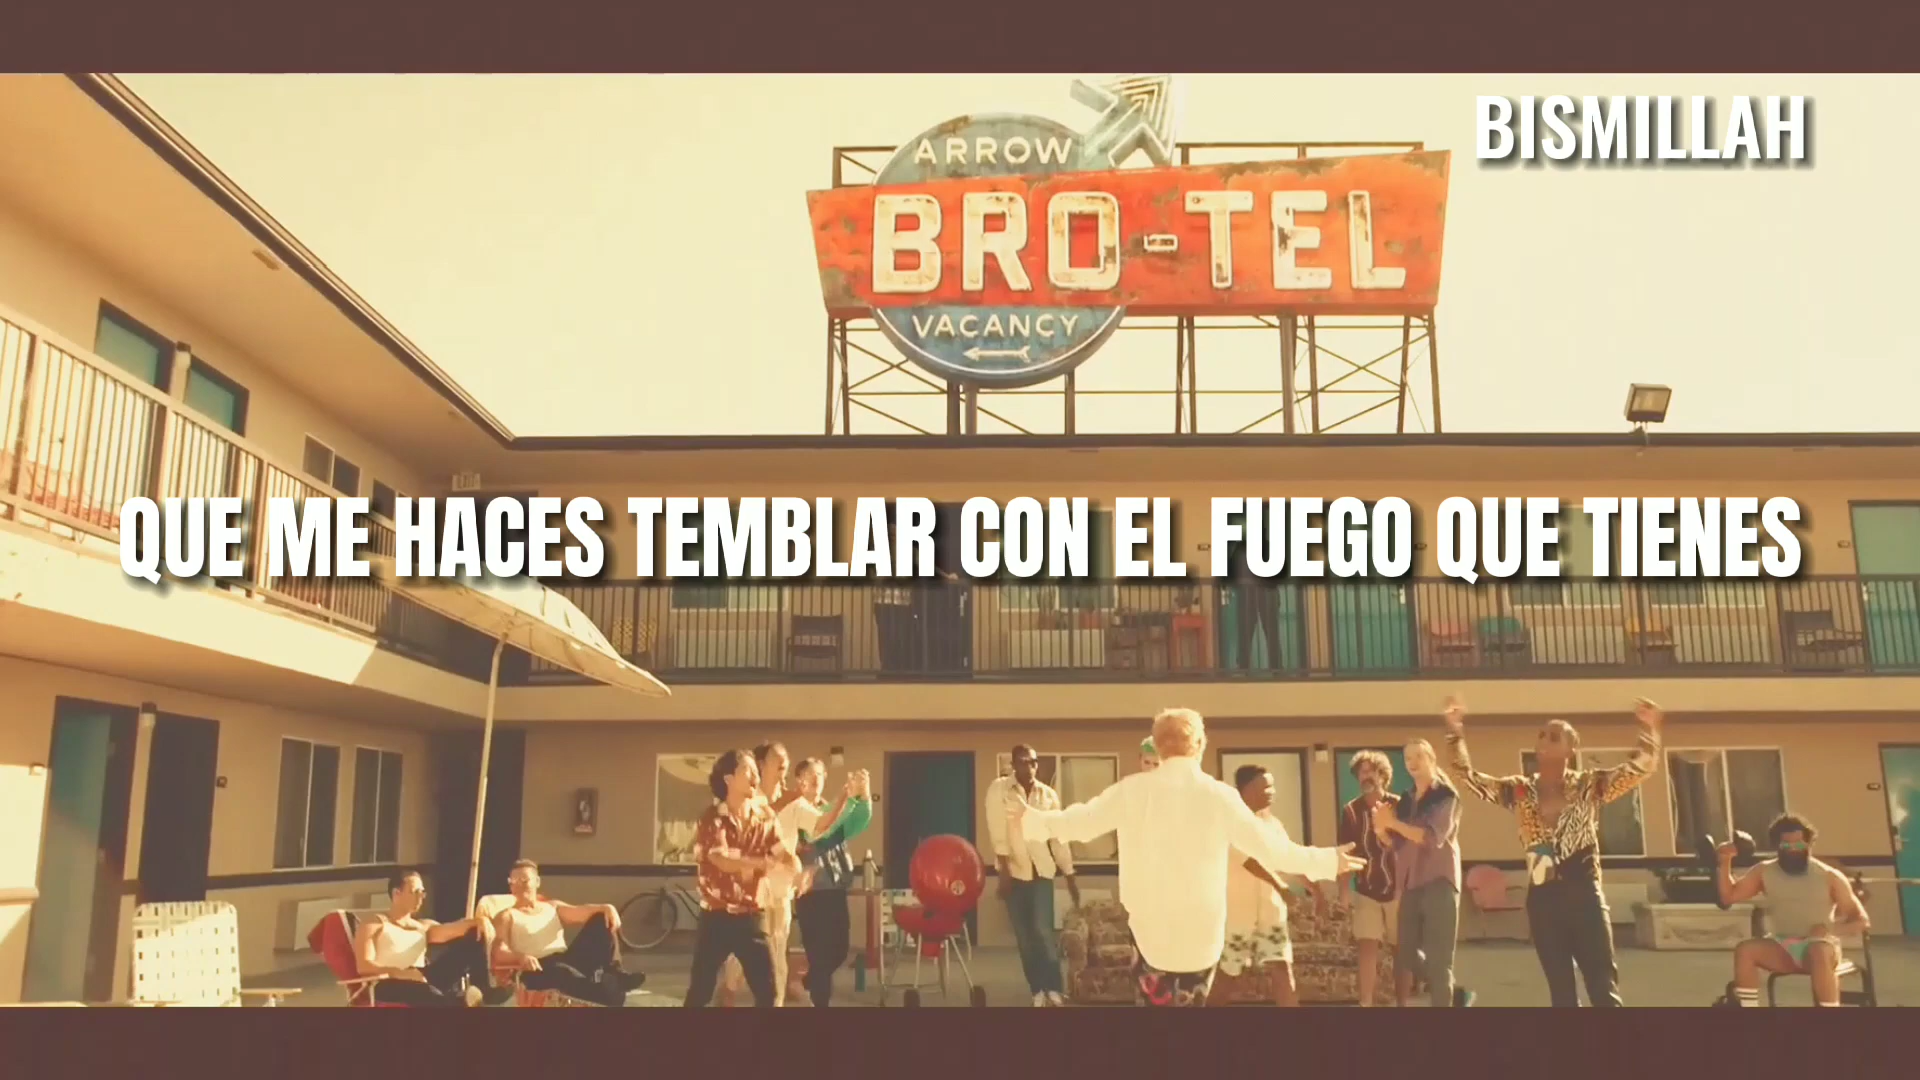 BISMILLAH
ARROW
BRO-TEL
VACANCY
QUE ME HACES TEMBLAR CON EL FUEGO QUE TIENES